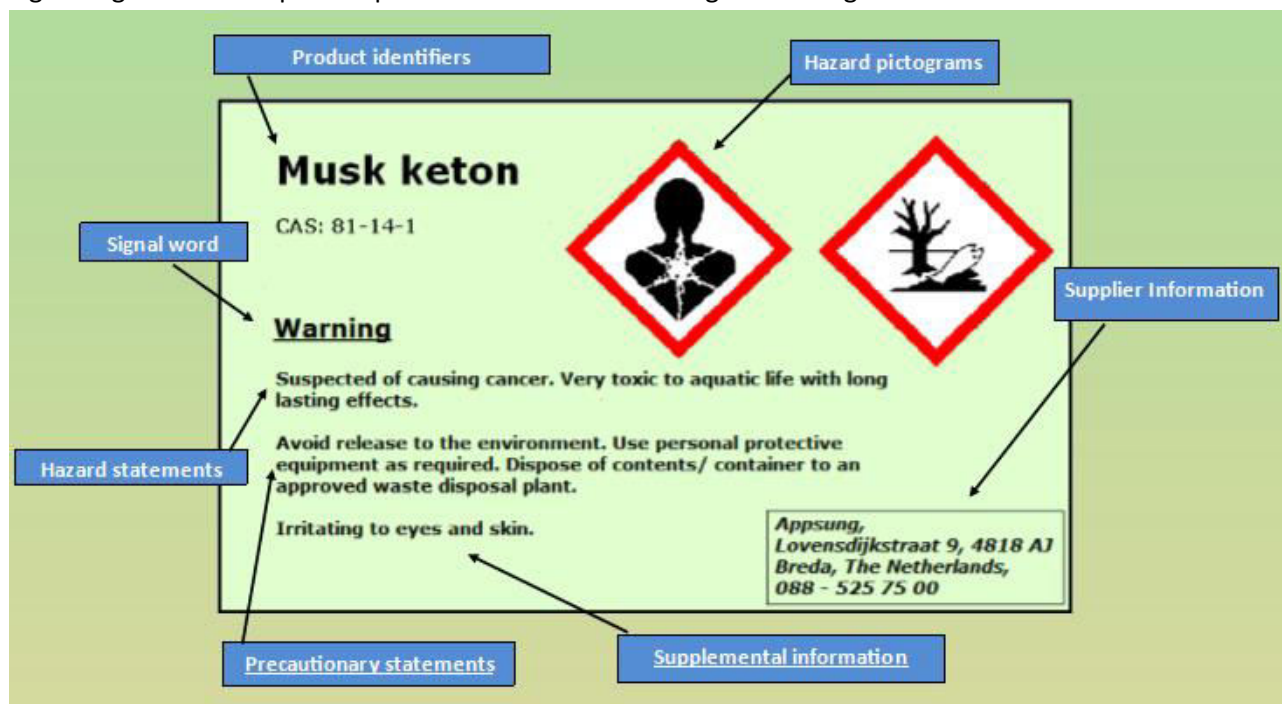 Product identifiers
Hazard pictograms
Musk keton
CAS: 81-14-1
Signal word
Supplier Information
Warning
Suspected of causing cancer. Very toxic to aquatic life with long
lasting effects.
Avoid release to the environment. Use personal protective
equipment as required. Dispose of contents/ container to an
approved waste disposal plant.
Hazard statements
Irritating to eyes and skin.
Appsung,
Lovensdijkstraat 9, 4818 AJ
Breda, The Netherlands,
088 - 525 75 00
Precautionary statements
Supplemental information